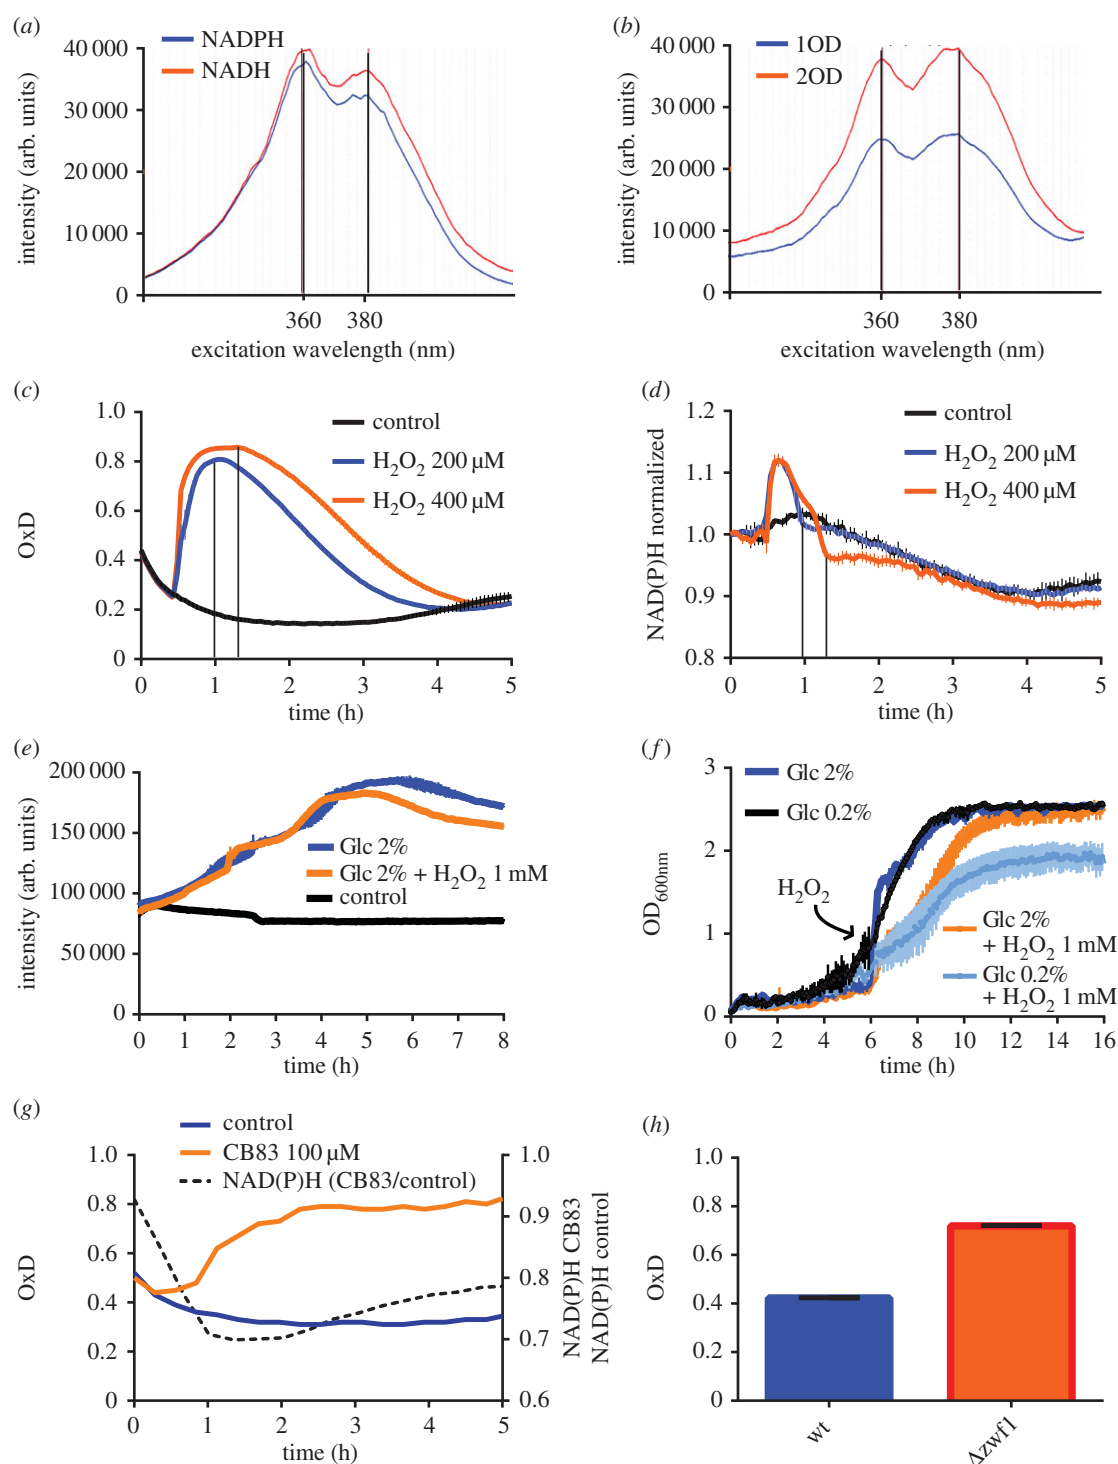 (a)
NADPH
NADH
40 000
30 000
20 000
10 000
0
intensity (arb. units)
360 380
excitation wavelength (nm)
(b)
1OD
2OD
40 000
30 000
20 000
10 000
0
intensity (arb. units)
360 380
excitation wavelength (nm)
(c)
control
H2O2 200 µM
H2O2 400 µM
1.0
0.8
0.6
0.4
0.2
0
OxD
0 1 2 3 4 5
time (h)
(d)
control
H2O2 200 µM
H2O2 400 µM
1.2
1.1
1.0
0.9
0.8
NAD(P)H normalized
0 1 2 3 4 5
time (h)
(e)
200 000
150 000
100 000
50 000
0
intensity (arb. units)
Glc 2%
Glc 2% + H2O2 1 mM
control
0 1 2 3 4 5 6 7 8
time (h)
(f)
Glc 2%
Glc 0.2%
3
2
1
0
OD600nm
H2O2
Glc 2%
+ H2O2 1 mM
Glc 0.2%
+ H2O2 1 mM
0 2 4 6 8 10 12 14 16
time (h)
(g)
control
CB83 100 µM
NAD(P)H (CB83/control)
1.0
0.8
0.6
0.4
0.2
0
OxD
1.0
0.9
0.8
0.7
0.6
NAD(P)H CB83
NAD(P)H control
0 1 2 3 4 5
time (h)
(h)
1.0
0.8
0.6
0.4
0.2
0
OxD
wt
Δzwf1